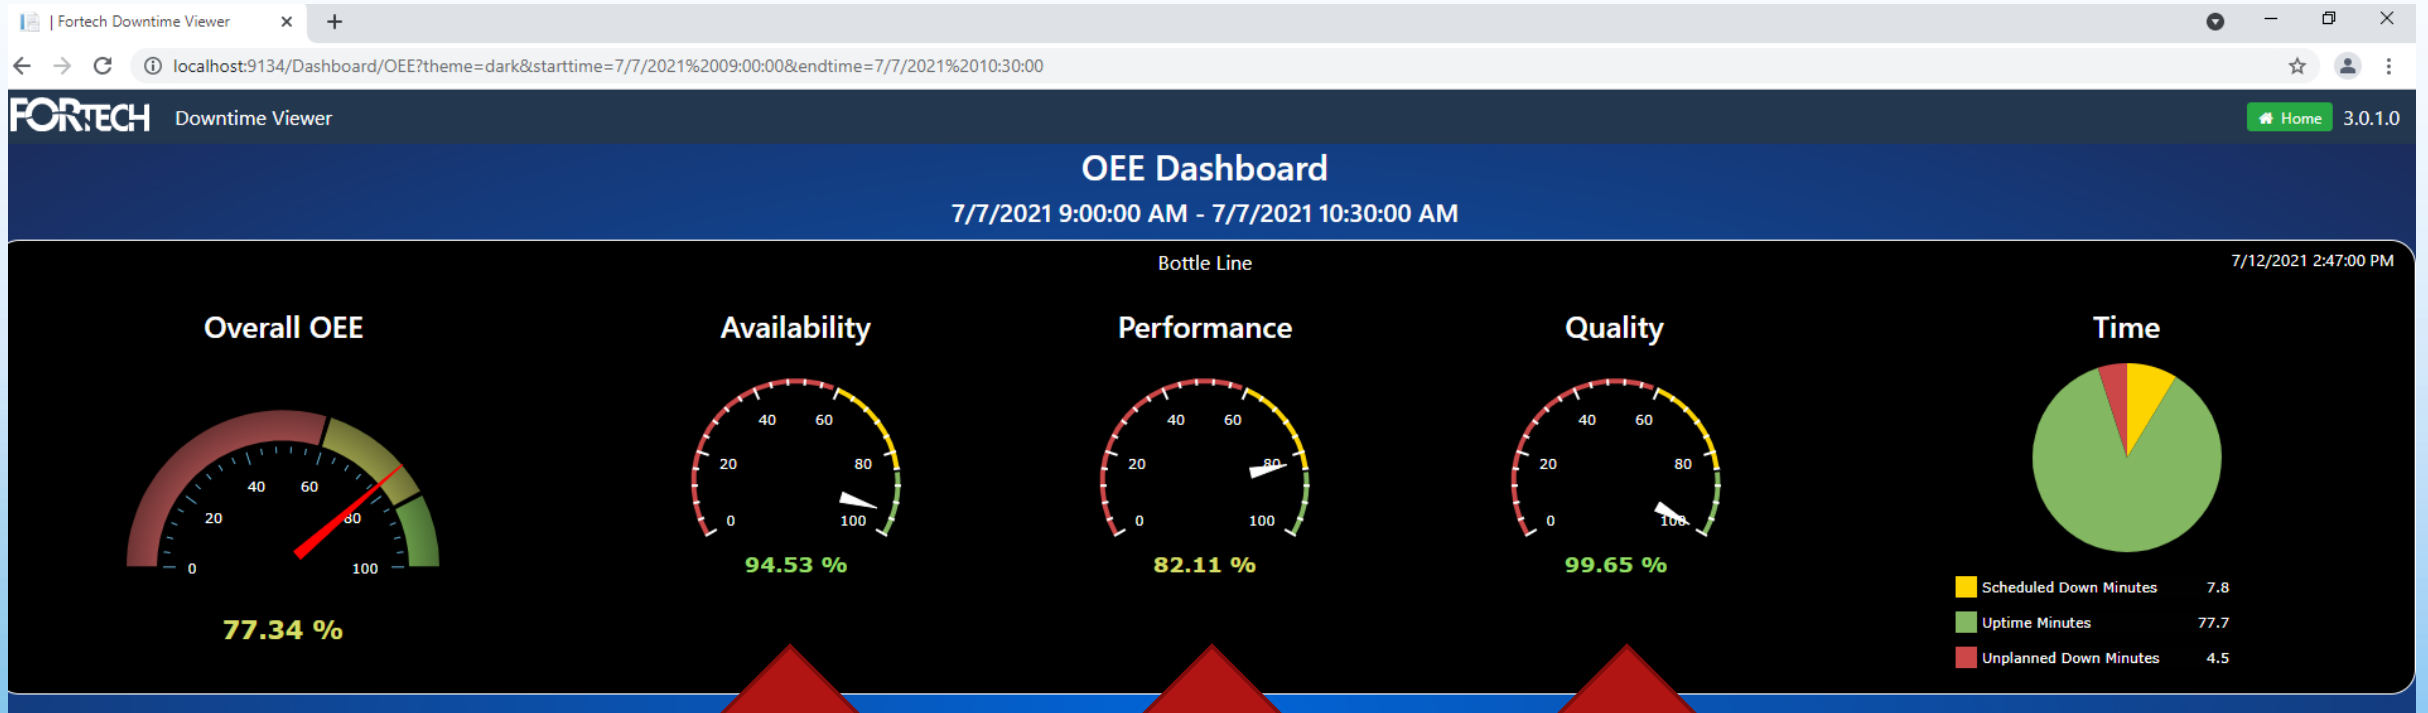 | Fortech Downtime Viewer
localhost:9134/Dashboard/OEE?theme=dark&starttime=7/7/2021%2009:00:00&endtime=7/7/2021%2010:30:00
FORTECH Downtime Viewer Home 3.0.1.0
OEE Dashboard
7/7/2021 9:00:00 AM - 7/7/2021 10:30:00 AM
Bottle Line 7/12/2021 2:47:00 PM
Overall OEE
0 20 40 60 80 100
77.34 %
Availability
0 20 40 60 80 100
94.53 %
Performance
0 20 40 60 80 100
82.11 %
Quality
0 20 40 60 80 100
99.65 %
Time
Scheduled Down Minutes 7.8
Uptime Minutes 77.7
Unplanned Down Minutes 4.5